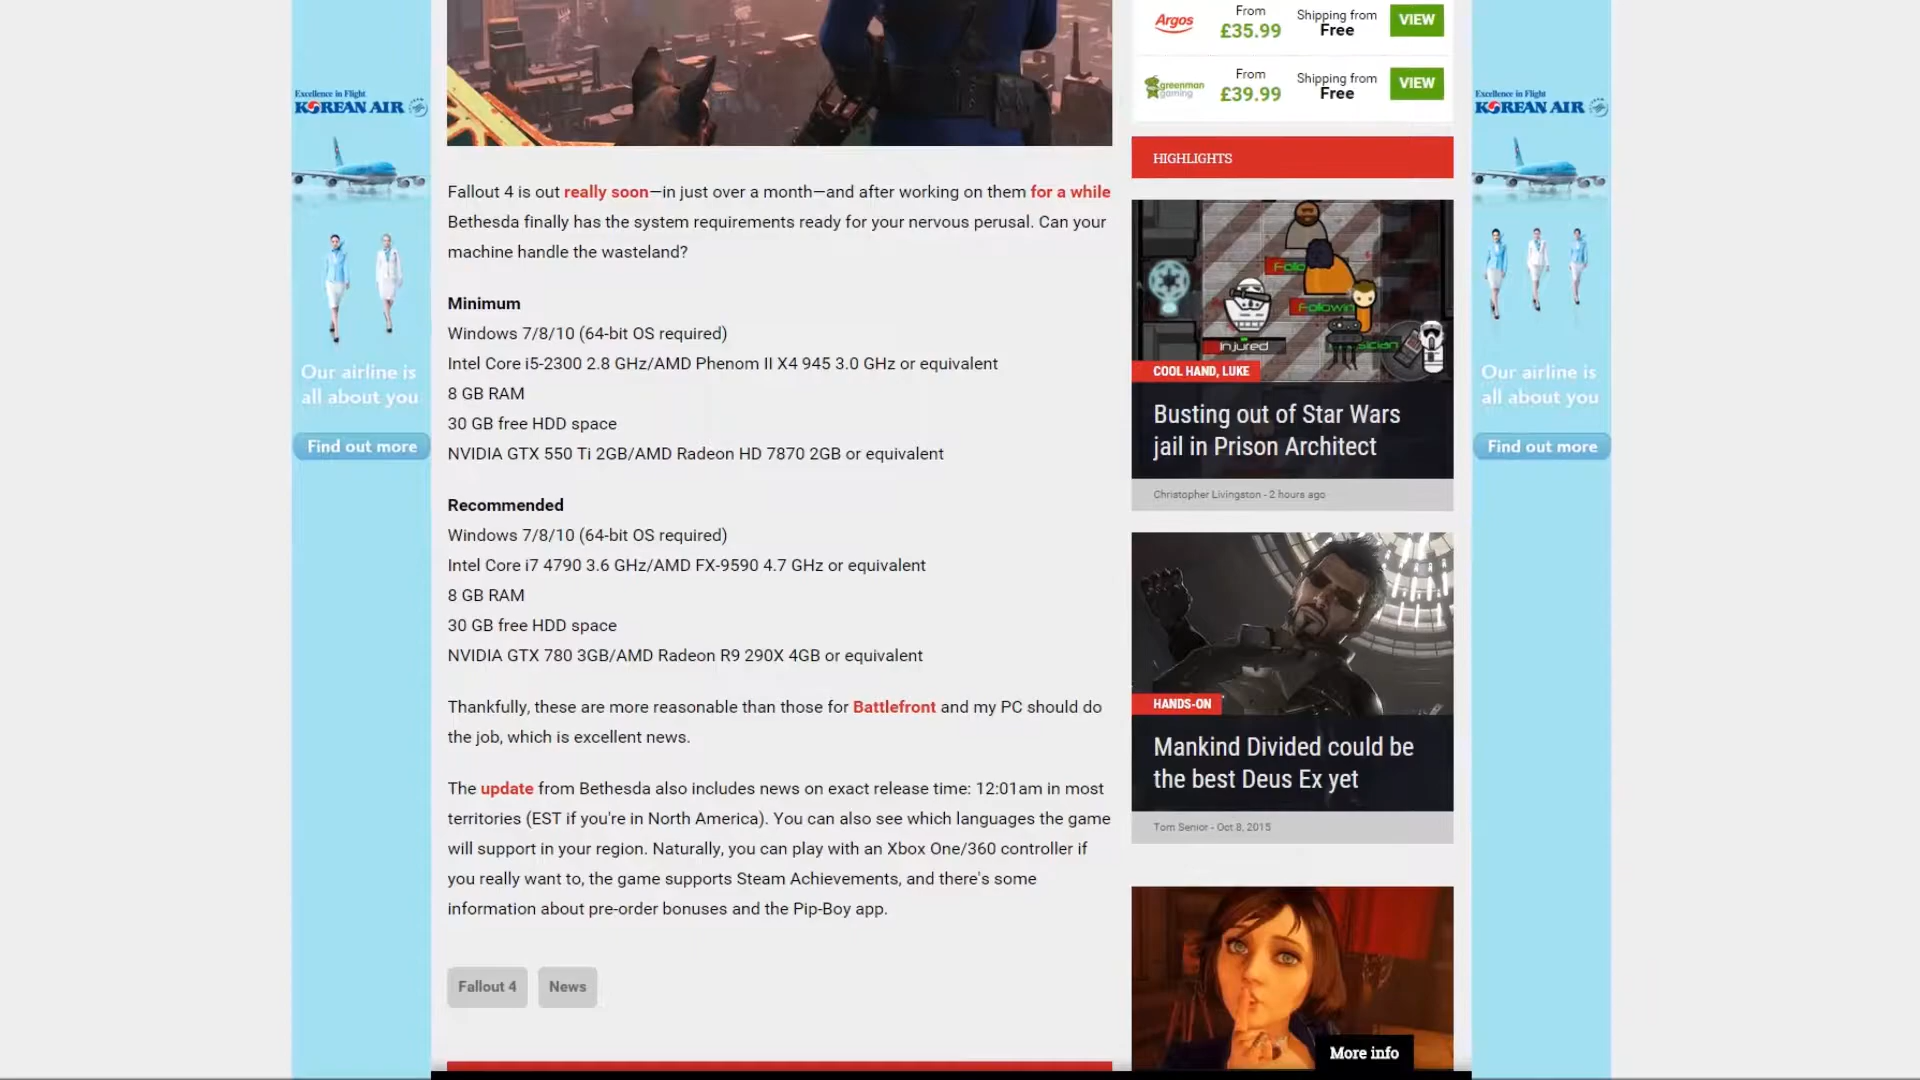 Excellence in Flight
KOREAN AIR
Our airline is
all about you
Find out more
Fallout 4 is out really soon—in just over a month—and after working on them for a while
Bethesda finally has the system requirements ready for your nervous perusal. Can your
machine handle the wasteland?
Minimum
Windows 7/8/10 (64-bit OS required)
Intel Core i5-2300 2.8 GHz/AMD Phenom II X4 945 3.0 GHz or equivalent
8 GB RAM
30 GB free HDD space
NVIDIA GTX 550 Ti 2GB/AMD Radeon HD 7870 2GB or equivalent
Recommended
Windows 7/8/10 (64-bit OS required)
Intel Core i7 4790 3.6 GHz/AMD FX-9590 4.7 GHz or equivalent
8 GB RAM
30 GB free HDD space
NVIDIA GTX 780 3GB/AMD Radeon R9 290X 4GB or equivalent
Thankfully, these are more reasonable than those for Battlefront and my PC should do
the job, which is excellent news.
The update from Bethesda also includes news on exact release time: 12:01am in most
territories (EST if you're in North America). You can also see which languages the game
will support in your region. Naturally, you can play with an Xbox One/360 controller if
you really want to, the game supports Steam Achievements, and there's some
information about pre-order bonuses and the Pip-Boy app.
Fallout 4 News
Argos From £35.99 Shipping from Free VIEW
greenman gaming From £39.99 Shipping from Free VIEW
HIGHLIGHTS
Followin
Injured
COOL HAND, LUKE
Busting out of Star Wars
jail in Prison Architect
Christopher Livingston - 2 hours ago
HANDS-ON
Mankind Divided could be
the best Deus Ex yet
Tom Senior - Oct 8, 2015
More info
Excellence in Flight
KOREAN AIR
Our airline is
all about you
Find out more